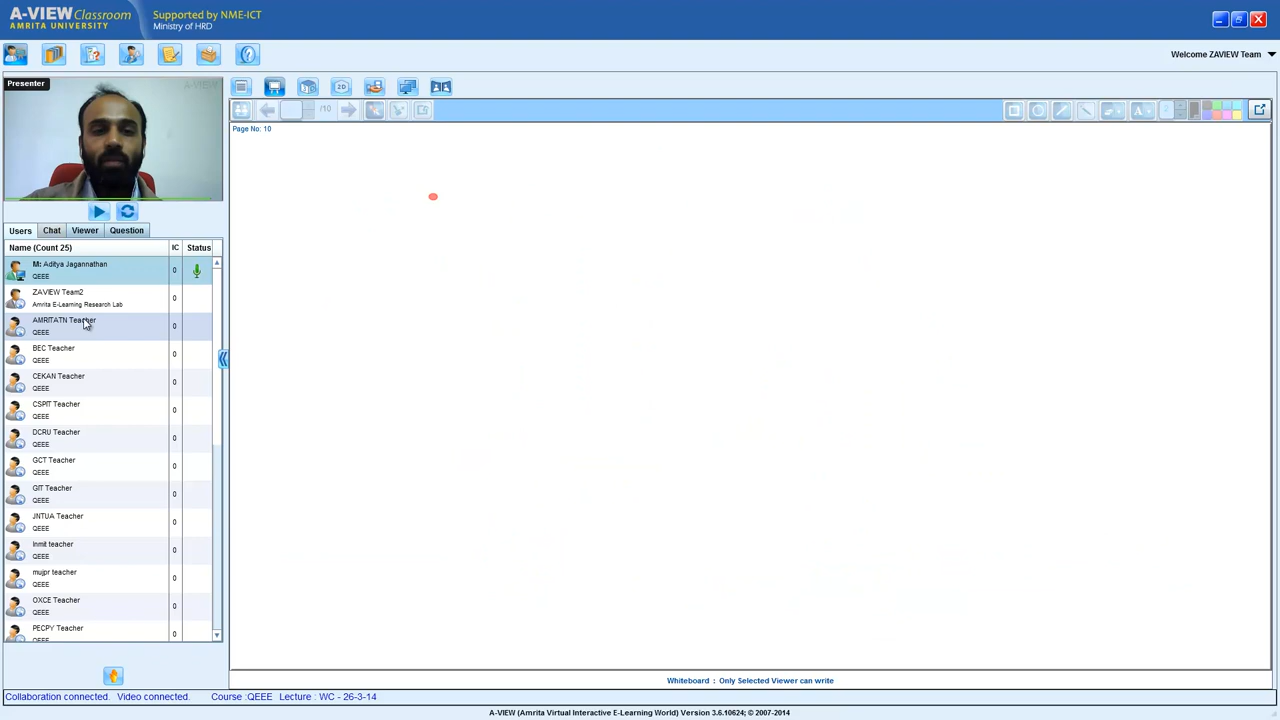 A-VIEW Classroom
AMRITA UNIVERSITY
Supported by NME-ICT
Ministry of HRD
Welcome ZAVIEW Team
Presenter
A-VIEW
2D
/10
Page No: 10
Users
Chat
Viewer
Question
Name (Count 25)
IC
Status
M: Aditya Jagannathan
QEEE
0
ZAVIEW Team2
Amrita E-Learning Research Lab
0
AMRITATN Teacher
QEEE
0
BEC Teacher
QEEE
0
CEKAN Teacher
QEEE
0
CSPIT Teacher
QEEE
0
DCRU Teacher
QEEE
0
GCT Teacher
QEEE
0
GIT Teacher
QEEE
0
JNTUA Teacher
QEEE
0
lnmit teacher
QEEE
0
mujpr teacher
QEEE
0
OXCE Teacher
QEEE
0
PECPY Teacher
QEEE
0
Whiteboard : Only Selected Viewer can write
Collaboration connected. Video connected. Course :QEEE Lecture : WC - 26-3-14
A-VIEW (Amrita Virtual Interactive E-Learning World) Version 3.6.10624; © 2007-2014